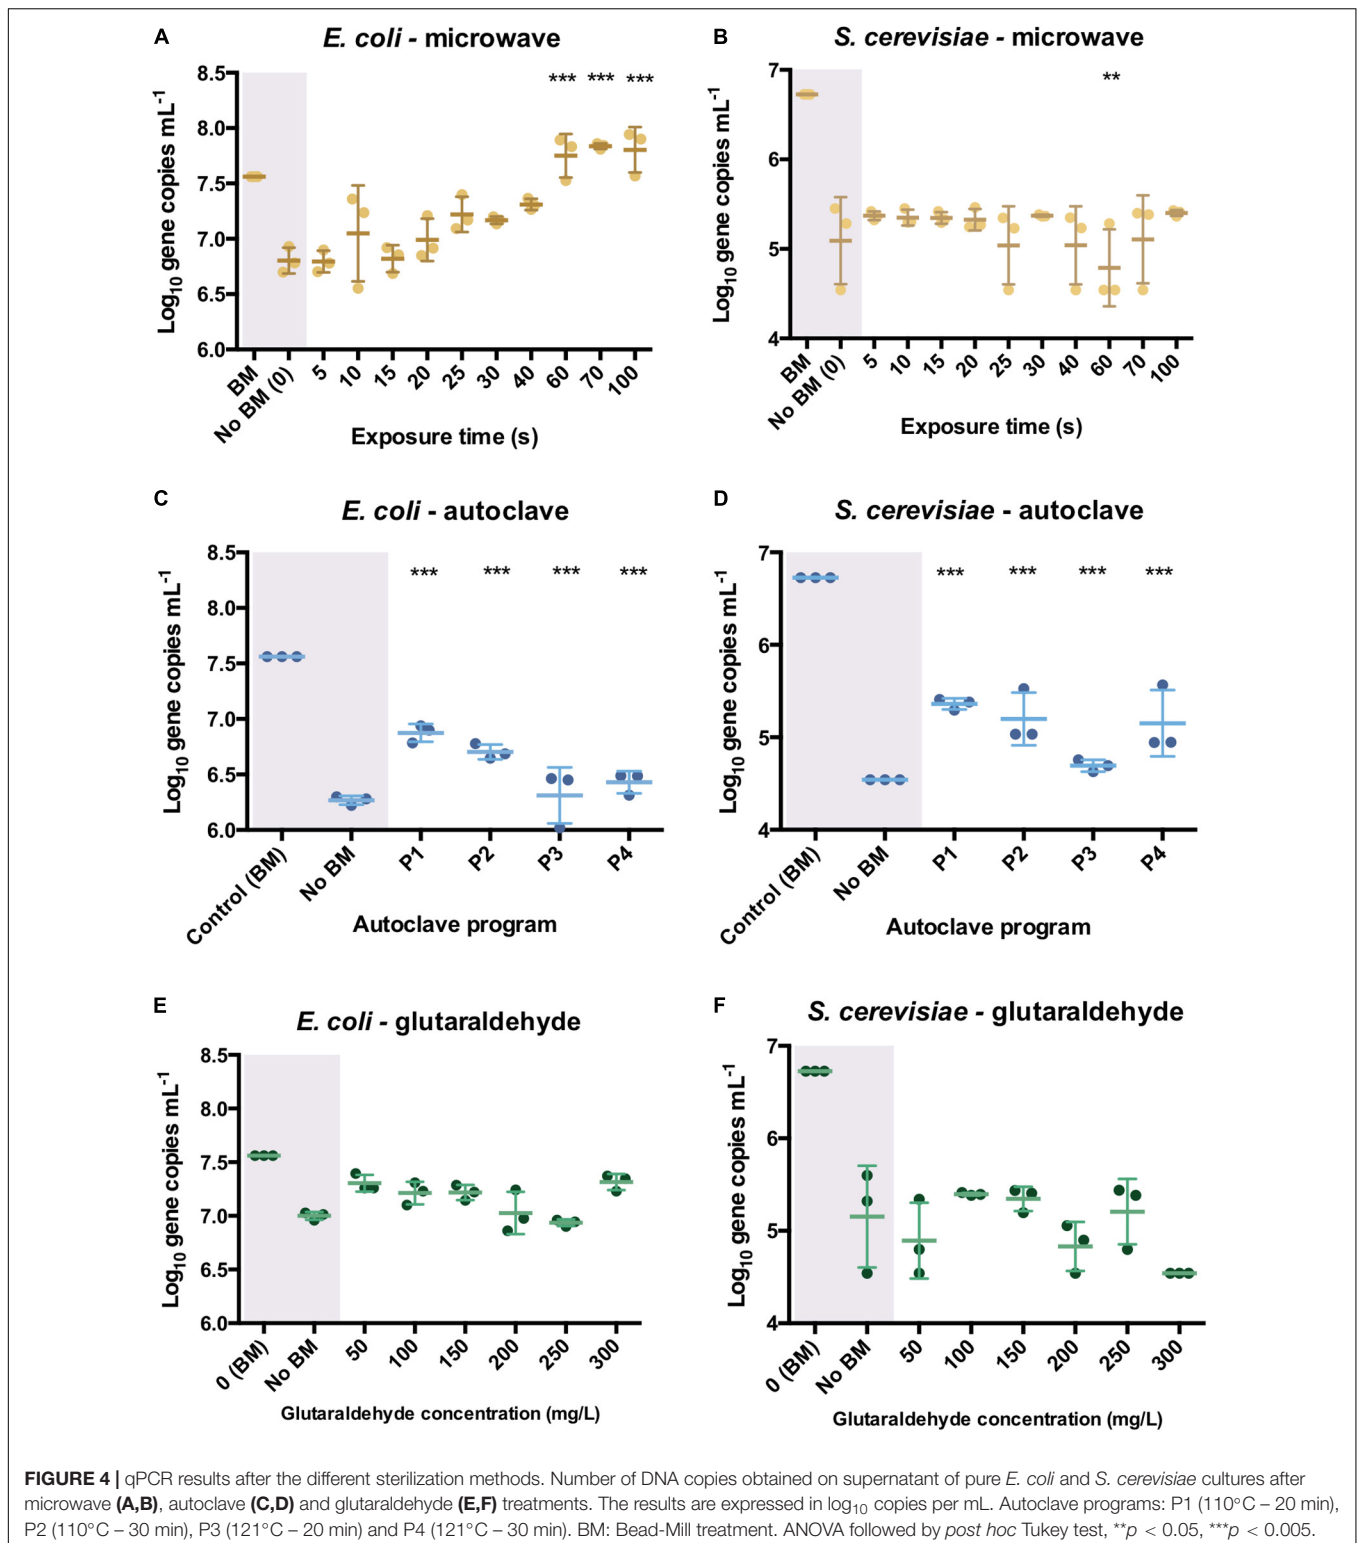 A
E. coli - microwave
Log10 gene copies mL-1
8.5
8.0
7.5
7.0
6.5
6.0
*** *** ***
BM
No BM (0)
5
10
15
20
25
30
40
60
70
100
Exposure time (s)
B
S. cerevisiae - microwave
Log10 gene copies mL-1
7
6
5
4
**
BM
No BM (0)
5
10
15
20
25
30
40
60
70
100
Exposure time (s)
C
E. coli - autoclave
Log10 gene copies mL-1
8.5
8.0
7.5
7.0
6.5
6.0
*** *** *** ***
Control (BM)
No BM
P1
P2
P3
P4
Autoclave program
D
S. cerevisiae - autoclave
Log10 gene copies mL-1
7
6
5
4
*** *** *** ***
Control (BM)
No BM
P1
P2
P3
P4
Autoclave program
E
E. coli - glutaraldehyde
Log10 gene copies mL-1
8.5
8.0
7.5
7.0
6.5
6.0
0 (BM)
No BM
50
100
150
200
250
300
Glutaraldehyde concentration (mg/L)
F
S. cerevisiae - glutaraldehyde
Log10 gene copies mL-1
7
6
5
4
0 (BM)
No BM
50
100
150
200
250
300
Glutaraldehyde concentration (mg/L)
FIGURE 4 | qPCR results after the different sterilization methods. Number of DNA copies obtained on supernatant of pure E. coli and S. cerevisiae cultures after
microwave (A,B), autoclave (C,D) and glutaraldehyde (E,F) treatments. The results are expressed in log10 copies per mL. Autoclave programs: P1 (110°C – 20 min),
P2 (110°C – 30 min), P3 (121°C – 20 min) and P4 (121°C – 30 min). BM: Bead-Mill treatment. ANOVA followed by post hoc Tukey test, **p < 0.05, ***p < 0.005.